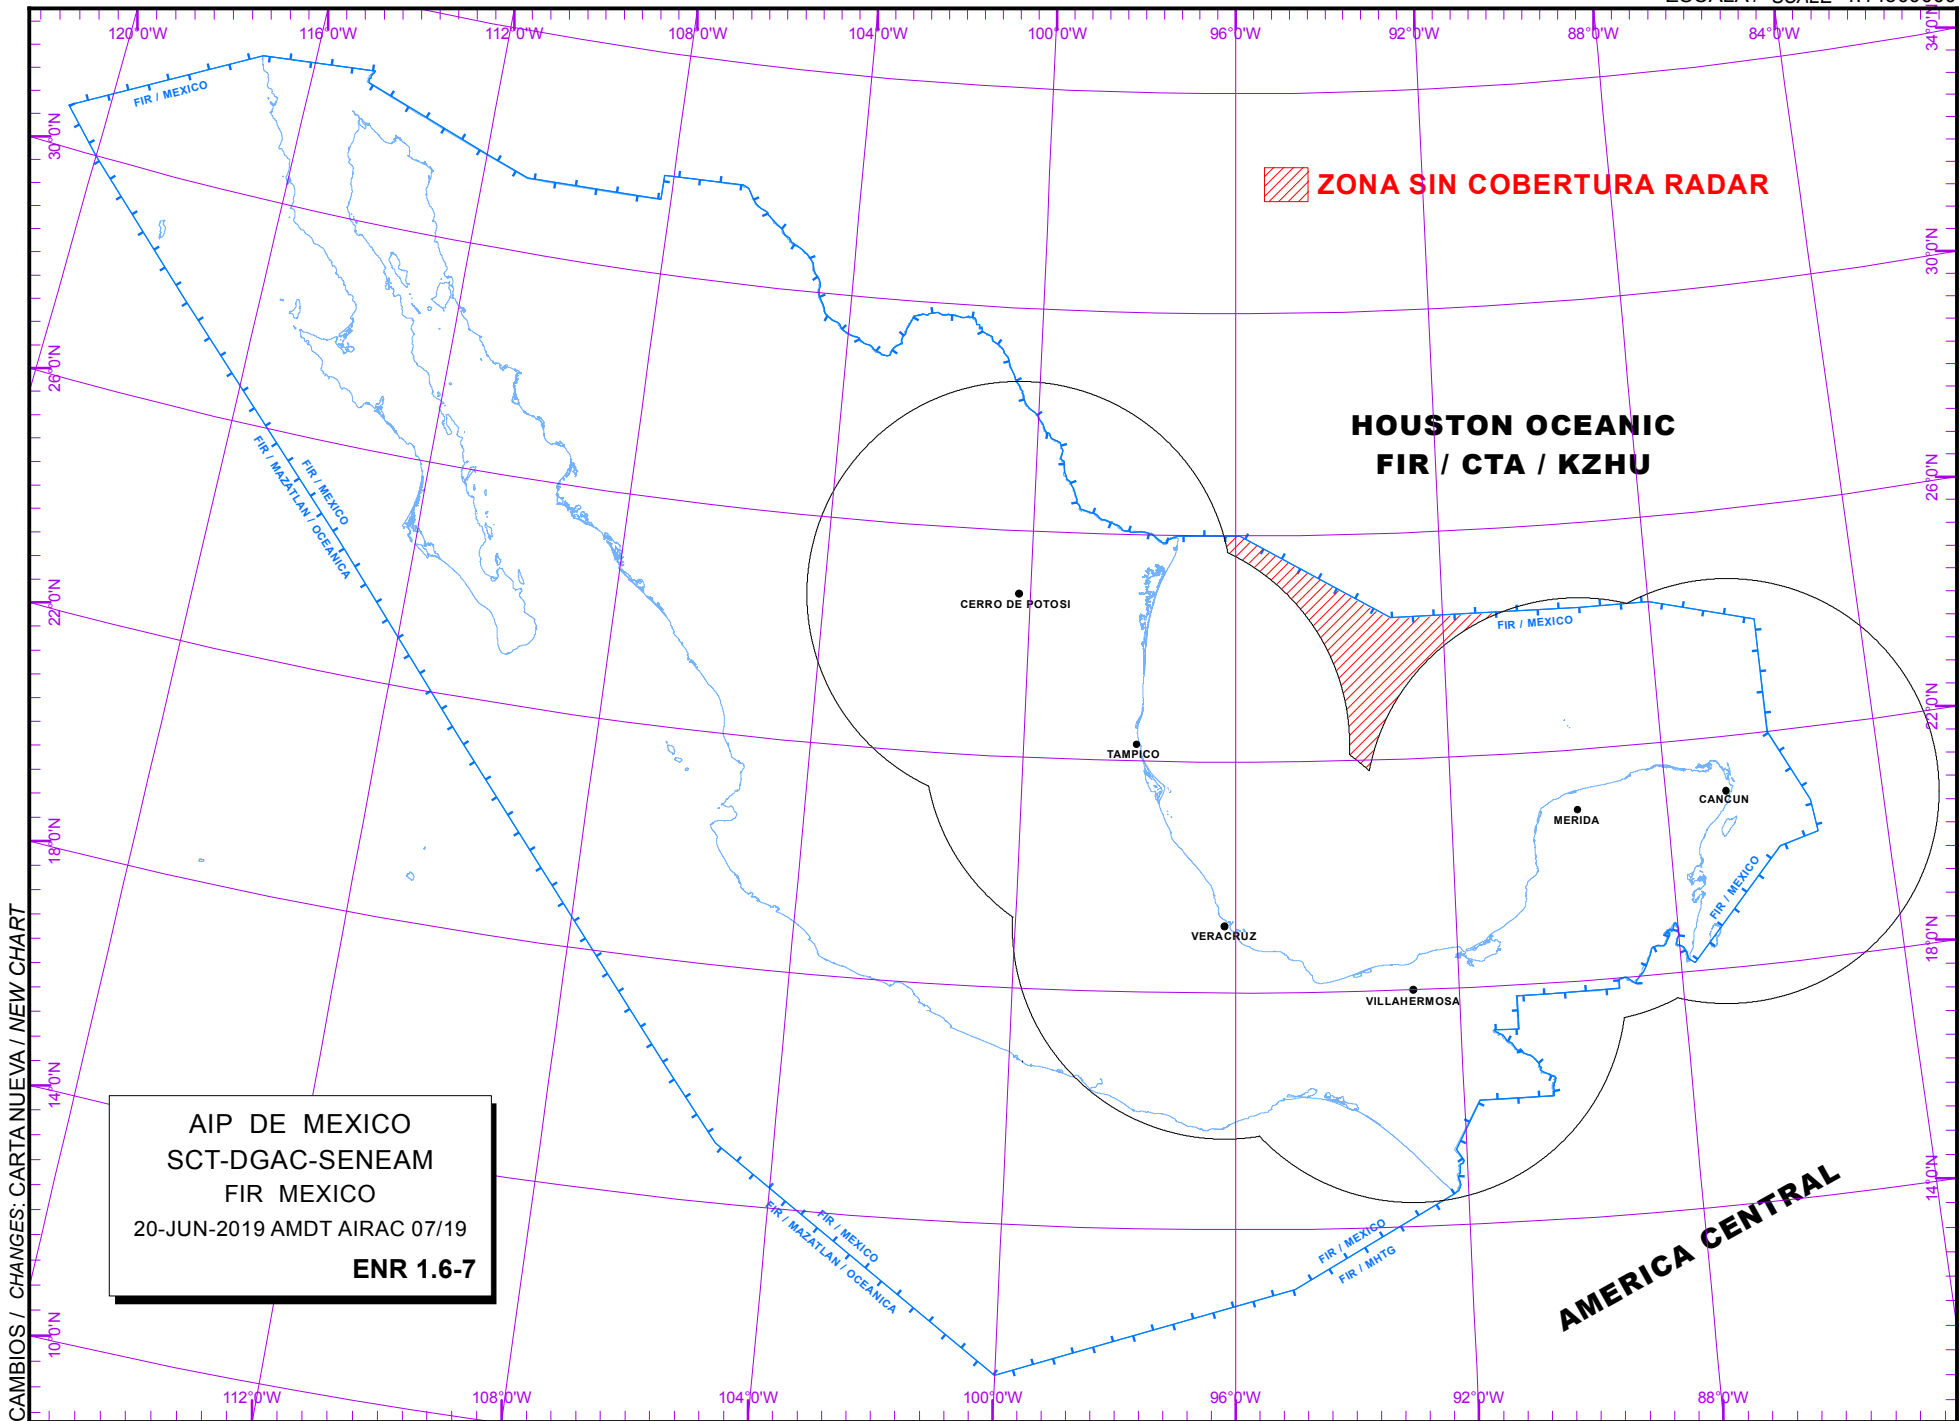 120°0'W
116°0'W
112°0'W
108°0'W
104°0'W
100°0'W
96°0'W
92°0'W
88°0'W
84°0'W
34°0'N
FIR / MEXICO
30°0'N
ZONA SIN COBERTURA RADAR
30°0'N
26°0'N
HOUSTON OCEANIC
FIR / CTA / KZHU
26°0'N
FIR / MEXICO
FIR / MAZATLAN / OCEANICA
22°0'N
CERRO DE POTOSI
FIR / MEXICO
22°0'N
TAMPICO
CANCUN
MERIDA
18°0'N
FIR / MEXICO
VERACRUZ
18°0'N
VILLAHERMOSA
14°0'N
AIP DE MEXICO
SCT-DGAC-SENEAM
FIR MEXICO
20-JUN-2019 AMDT AIRAC 07/19
ENR 1.6-7
14°0'N
FIR / MEXICO
FIR / MAZATLAN / OCEANICA
FIR / MEXICO
FIR / MHTG
AMERICA CENTRAL
10°0'N
112°0'W
108°0'W
104°0'W
100°0'W
96°0'W
92°0'W
88°0'W
CAMBIOS / CHANGES: CARTA NUEVA / NEW CHART